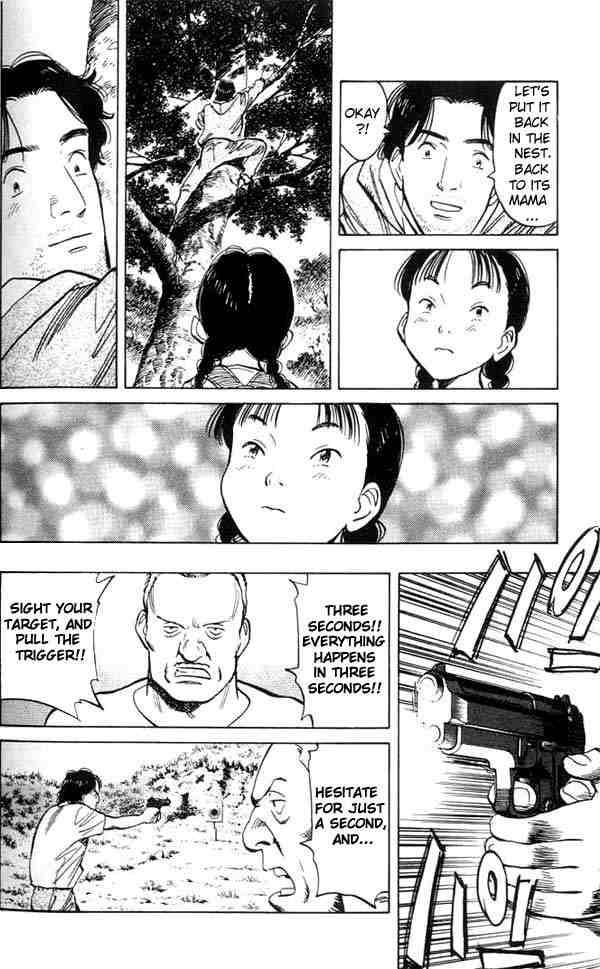 LET'S
PUT IT
BACK
IN THE
NEST.
BACK
TO ITS
MAMA
...
OKAY
?!
THREE
SECONDS!!
EVERYTHING
HAPPENS
IN THREE
SECONDS!!
SIGHT YOUR
TARGET, AND
PULL THE
TRIGGER!!
HESITATE
FOR JUST
A SECOND,
AND...